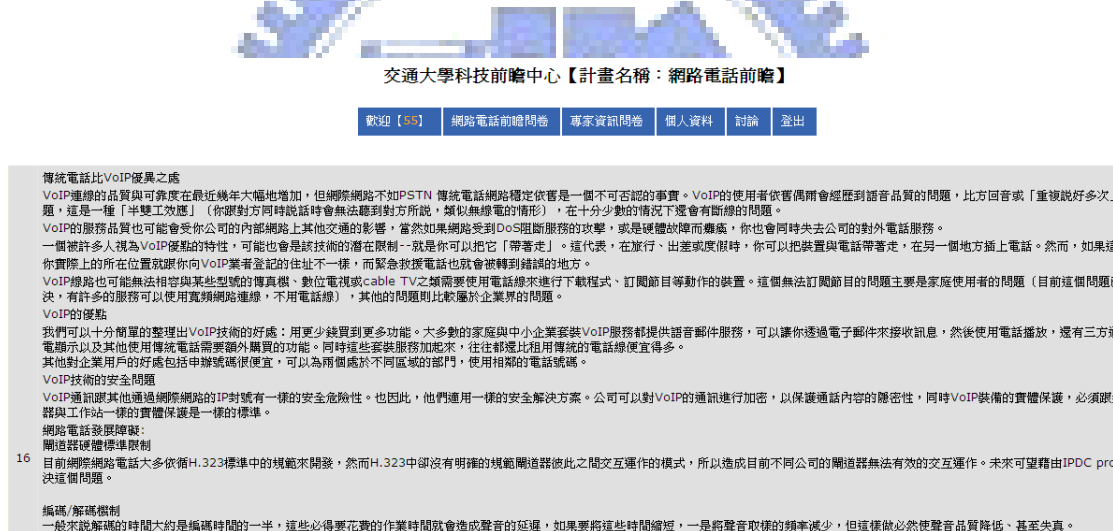 交通大學科技前瞻中心【計畫名稱：網路電話前瞻】
歡迎【55】 網路電話前瞻問卷 專家資訊問卷 個人資料 討論 登出
傳統電話比VoIP優異之處
VoIP連線的品質與可靠度在最近幾年大幅地增加，但網際網路不如PSTN 傳統電話網路穩定依舊是一個不可否認的事實。VoIP的使用者依舊偶爾會經歷到語音品質的問題，比方回音或「重複說好多次」
題，這是一種「半雙工效應」〔你跟對方同時說話時會無法聽到對方所說，類似無線電的情形〕，在十分少數的情況下還會有斷線的問題。
VoIP的服務品質也可能會受你公司的內部網路上其他交通的影響，當然如果網路受到DoS阻斷服務的攻擊，或是硬體故障而癱瘓，你也會同時失去公司的對外電話服務。
一個被許多人視為VoIP優點的特性，可能也會是該技術的潛在限制--就是你可以把它「帶著走」。這代表，在旅行、出差或度假時，你可以把裝置與電話帶著走，在另一個地方插上電話。然而，如果這
你實際上的所在位置就跟你向VoIP業者登記的住址不一樣，而緊急救援電話也就會被轉到錯誤的地方。
VoIP線路也可能無法相容與某些型號的傳真機、數位電視或cable TV之類需要使用電話線來進行下載程式、訂閱節目等動作的裝置。這個無法訂閱節目的問題主要是家庭使用者的問題〔目前這個問題
決，有許多的服務可以使用寬頻網路連線，不用電話線〕，其他的問題則比較屬於企業界的問題。
VoIP的優點
我們可以十分簡單的整理出VoIP技術的好處：用更少錢買到更多功能。大多數的家庭與中小企業套裝VoIP服務都提供語音郵件服務，可以讓你透過電子郵件來接收訊息，然後使用電話播放，還有三方通
電顯示以及其他使用傳統電話需要額外購買的功能。同時這些套裝服務加起來，往往都還比租用傳統的電話線便宜得多。
其他對企業用戶的好處包括申辦號碼很便宜，可以為兩個處於不同區域的部門，使用相鄰的電話號碼。
VoIP技術的安全問題
VoIP通訊跟其他通過網際網路的IP封號有一樣的安全危險性。也因此，他們適用一樣的安全解決方案。公司可以對VoIP的通訊進行加密，以保護通話內容的隱密性，同時VoIP裝備的實體保護，必須跟
器與工作站一樣的實體保護是一樣的標準。
網路電話發展障礙:
閘道器硬體標準限制
16 目前網際網路電話大多依循H.323標準中的規範來開發，然而H.323中卻沒有明確的規範閘道器彼此之間交互運作的模式，所以造成目前不同公司的閘道器無法有效的交互運作。未來可望藉由IPDC pro
決這個問題。
編碼/解碼機制
一般來說解碼的時間大約是編碼時間的一半，這些必得要花費的作業時間就會造成聲音的延遲，如果要將這些時間縮短，一是將聲音取樣的頻率減少，但這樣做必然使聲音品質降低、甚至失真。